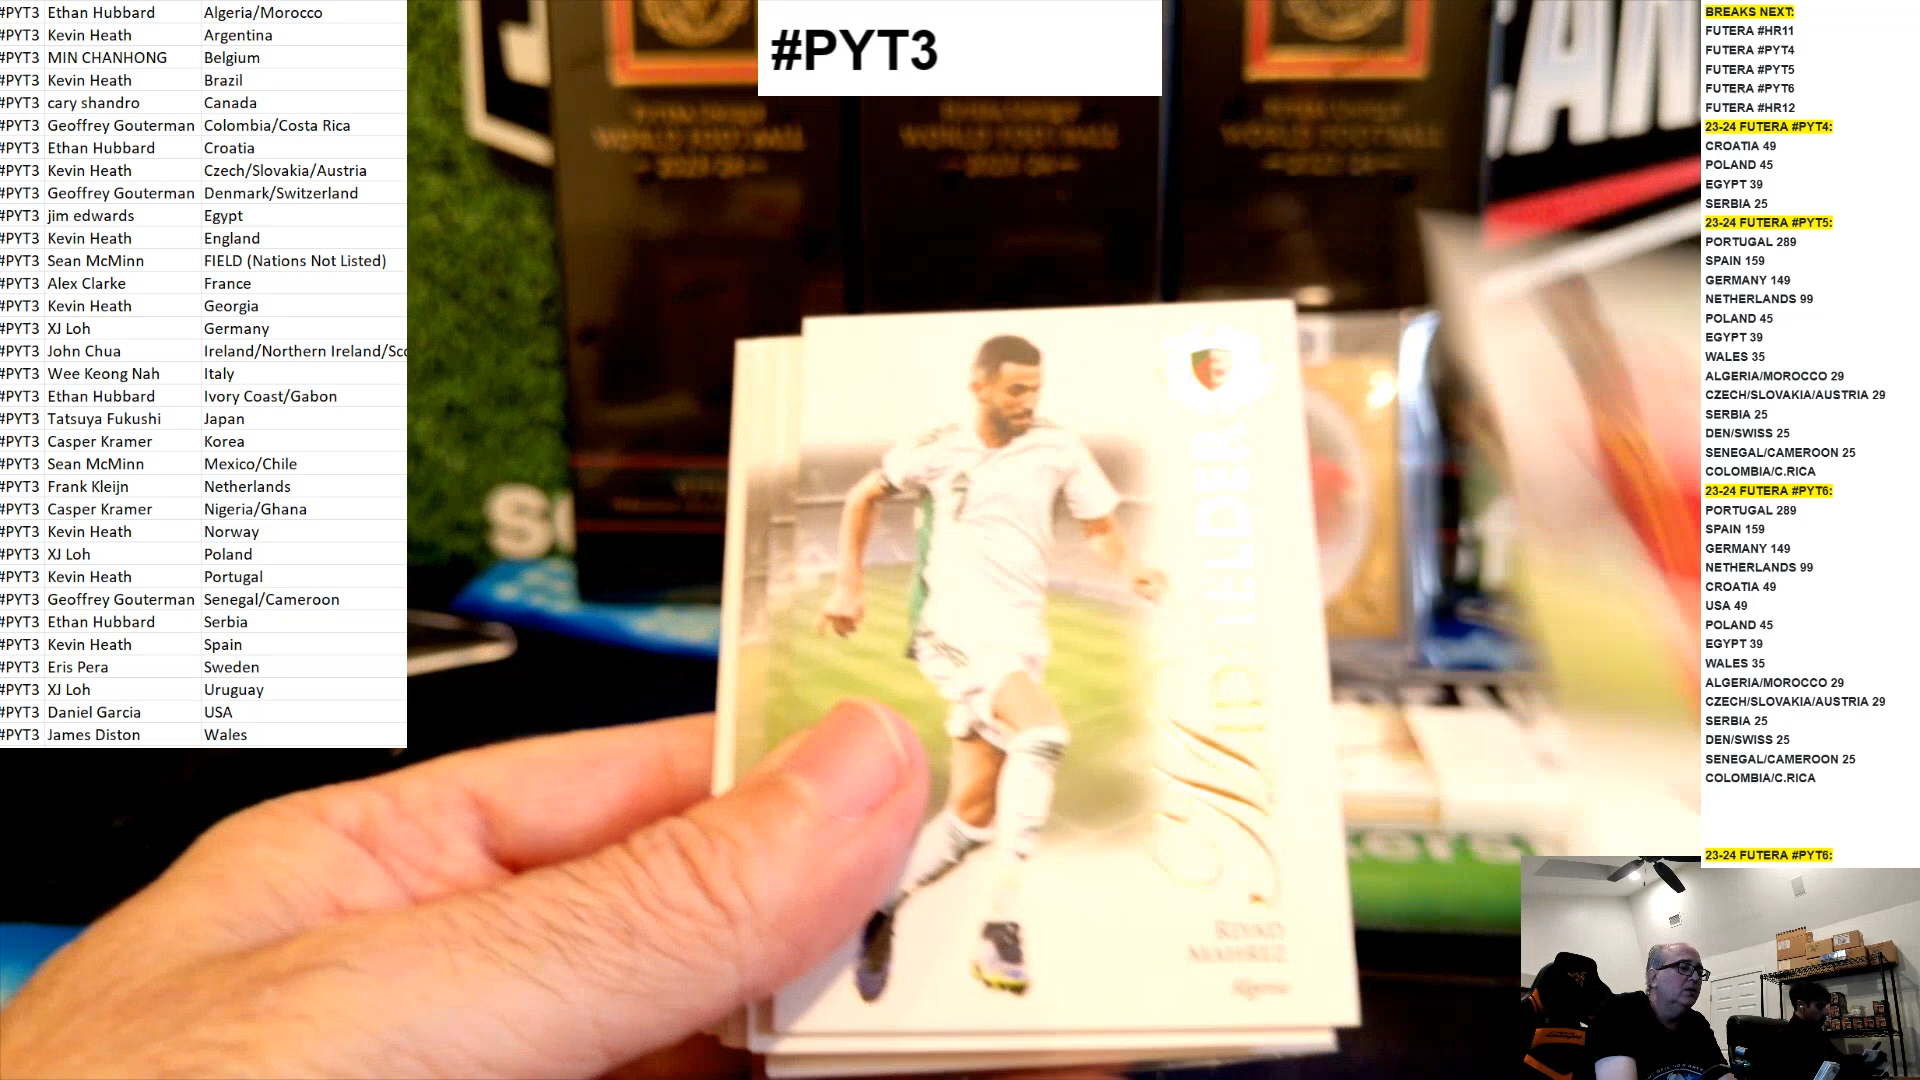 #PYT3 Ethan Hubbard Algeria/Morocco
#PYT3 Kevin Heath Argentina
#PYT3 MIN CHANHONG Belgium
#PYT3 Kevin Heath Brazil
#PYT3 cary shandro Canada
#PYT3 Geoffrey Gouterman Colombia/Costa Rica
#PYT3 Ethan Hubbard Croatia
#PYT3 Kevin Heath Czech/Slovakia/Austria
#PYT3 Geoffrey Gouterman Denmark/Switzerland
#PYT3 jim edwards Egypt
#PYT3 Kevin Heath England
#PYT3 Sean McMinn FIELD (Nations Not Listed)
#PYT3 Alex Clarke France
#PYT3 Kevin Heath Georgia
#PYT3 XJ Loh Germany
#PYT3 John Chua Ireland/Northern Ireland/Sco
#PYT3 Wee Keong Nah Italy
#PYT3 Ethan Hubbard Ivory Coast/Gabon
#PYT3 Tatsuya Fukushi Japan
#PYT3 Casper Kramer Korea
#PYT3 Sean McMinn Mexico/Chile
#PYT3 Frank Kleijn Netherlands
#PYT3 Casper Kramer Nigeria/Ghana
#PYT3 Kevin Heath Norway
#PYT3 XJ Loh Poland
#PYT3 Kevin Heath Portugal
#PYT3 Geoffrey Gouterman Senegal/Cameroon
#PYT3 Ethan Hubbard Serbia
#PYT3 Kevin Heath Spain
#PYT3 Eris Pera Sweden
#PYT3 XJ Loh Uruguay
#PYT3 Daniel Garcia USA
#PYT3 James Diston Wales
#PYT3
WORLD FOOTBALL
WORLD FOOTBALL
WORLD FOOTBALL
MIDFIELDER
RIYAD
MAHREZ
Algeria
BREAKS NEXT:
FUTERA #HR11
FUTERA #PYT4
FUTERA #PYT5
FUTERA #PYT6
FUTERA #HR12
23-24 FUTERA #PYT4:
CROATIA 49
POLAND 45
EGYPT 39
SERBIA 25
23-24 FUTERA #PYT5:
PORTUGAL 289
SPAIN 159
GERMANY 149
NETHERLANDS 99
POLAND 45
EGYPT 39
WALES 35
ALGERIA/MOROCCO 29
CZECH/SLOVAKIA/AUSTRIA 29
SERBIA 25
DEN/SWISS 25
SENEGAL/CAMEROON 25
COLOMBIA/C.RICA
23-24 FUTERA #PYT6:
PORTUGAL 289
SPAIN 159
GERMANY 149
NETHERLANDS 99
CROATIA 49
USA 49
POLAND 45
EGYPT 39
WALES 35
ALGERIA/MOROCCO 29
CZECH/SLOVAKIA/AUSTRIA 29
SERBIA 25
DEN/SWISS 25
SENEGAL/CAMEROON 25
COLOMBIA/C.RICA
23-24 FUTERA #PYT6: